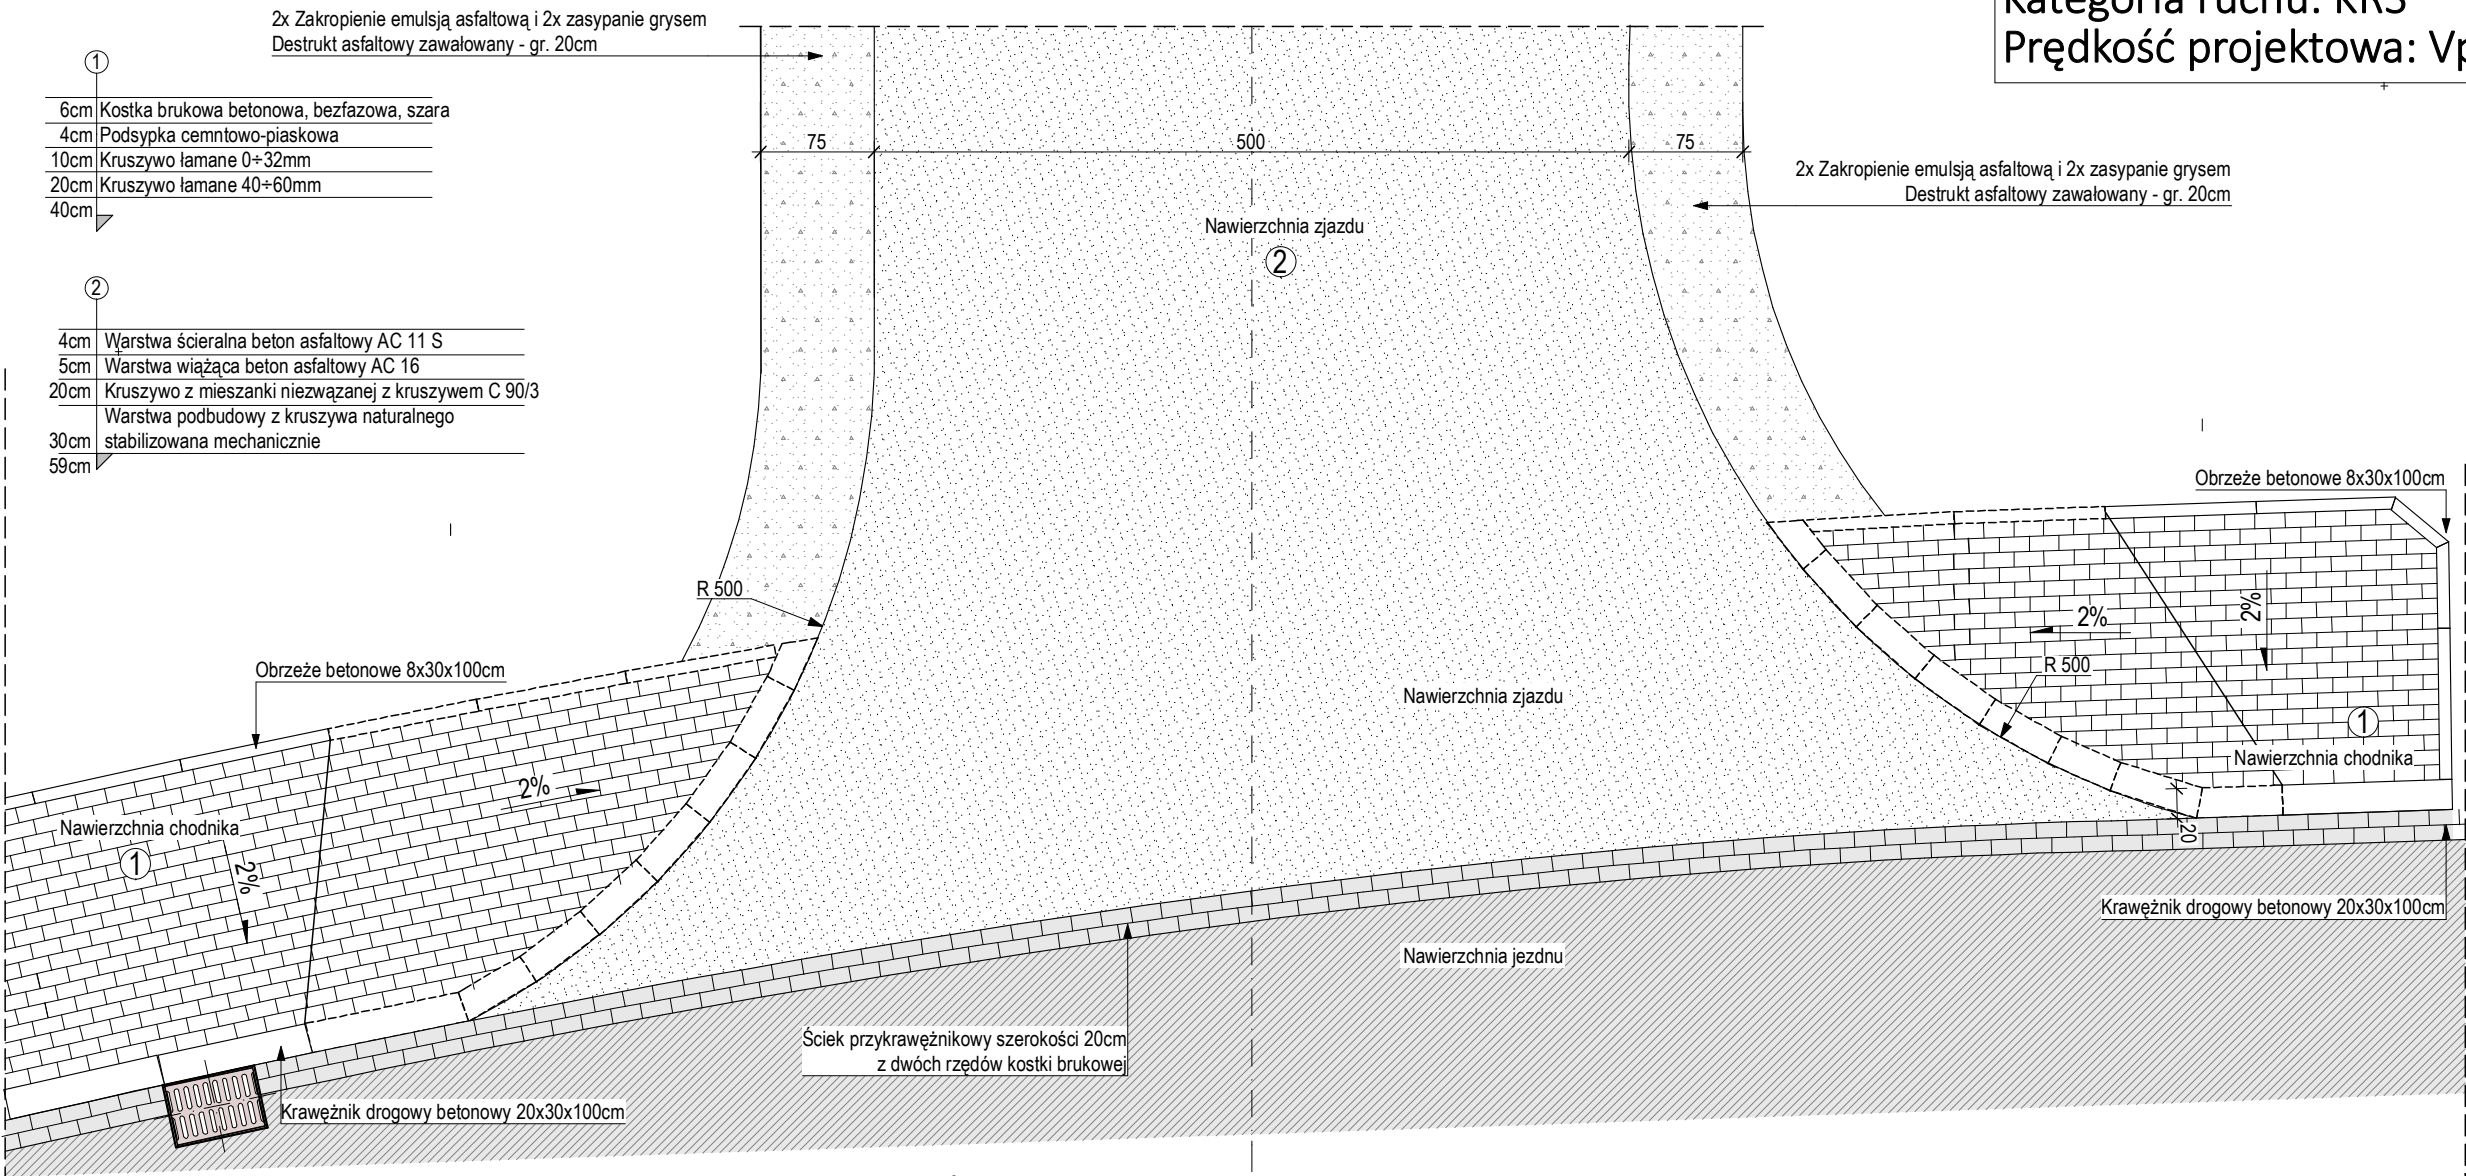 2x Zakropienie emulsją asfaltową i 2x zasypanie grysem
Destrukt asfaltowy zawałowany - gr. 20cm
Kategoria ruchu: KR3
Prędkość projektowa: Vp
1
6cm Kostka brukowa betonowa, bezfazowa, szara
4cm Podsypka cemntowo-piaskowa
10cm Kruszywo łamane 0÷32mm
20cm Kruszywo łamane 40÷60mm
40cm
75
500
75
2x Zakropienie emulsją asfaltową i 2x zasypanie grysem
Destrukt asfaltowy zawałowany - gr. 20cm
Nawierzchnia zjazdu
2
2
4cm Warstwa ścieralna beton asfaltowy AC 11 S
5cm Warstwa wiążąca beton asfaltowy AC 16
20cm Kruszywo z mieszanki niezwązanej z kruszywem C 90/3
Warstwa podbudowy z kruszywa naturalnego
30cm stabilizowana mechanicznie
59cm
Obrzeże betonowe 8x30x100cm
R 500
2%
2%
R 500
Obrzeże betonowe 8x30x100cm
Nawierzchnia zjazdu
1
Nawierzchnia chodnika
2%
Nawierzchnia chodnika
1
2%
20
Krawężnik drogowy betonowy 20x30x100cm
Nawierzchnia jezdnu
Ściek przykrawężnikowy szerokości 20cm
z dwóch rzędów kostki brukowej
Krawężnik drogowy betonowy 20x30x100cm